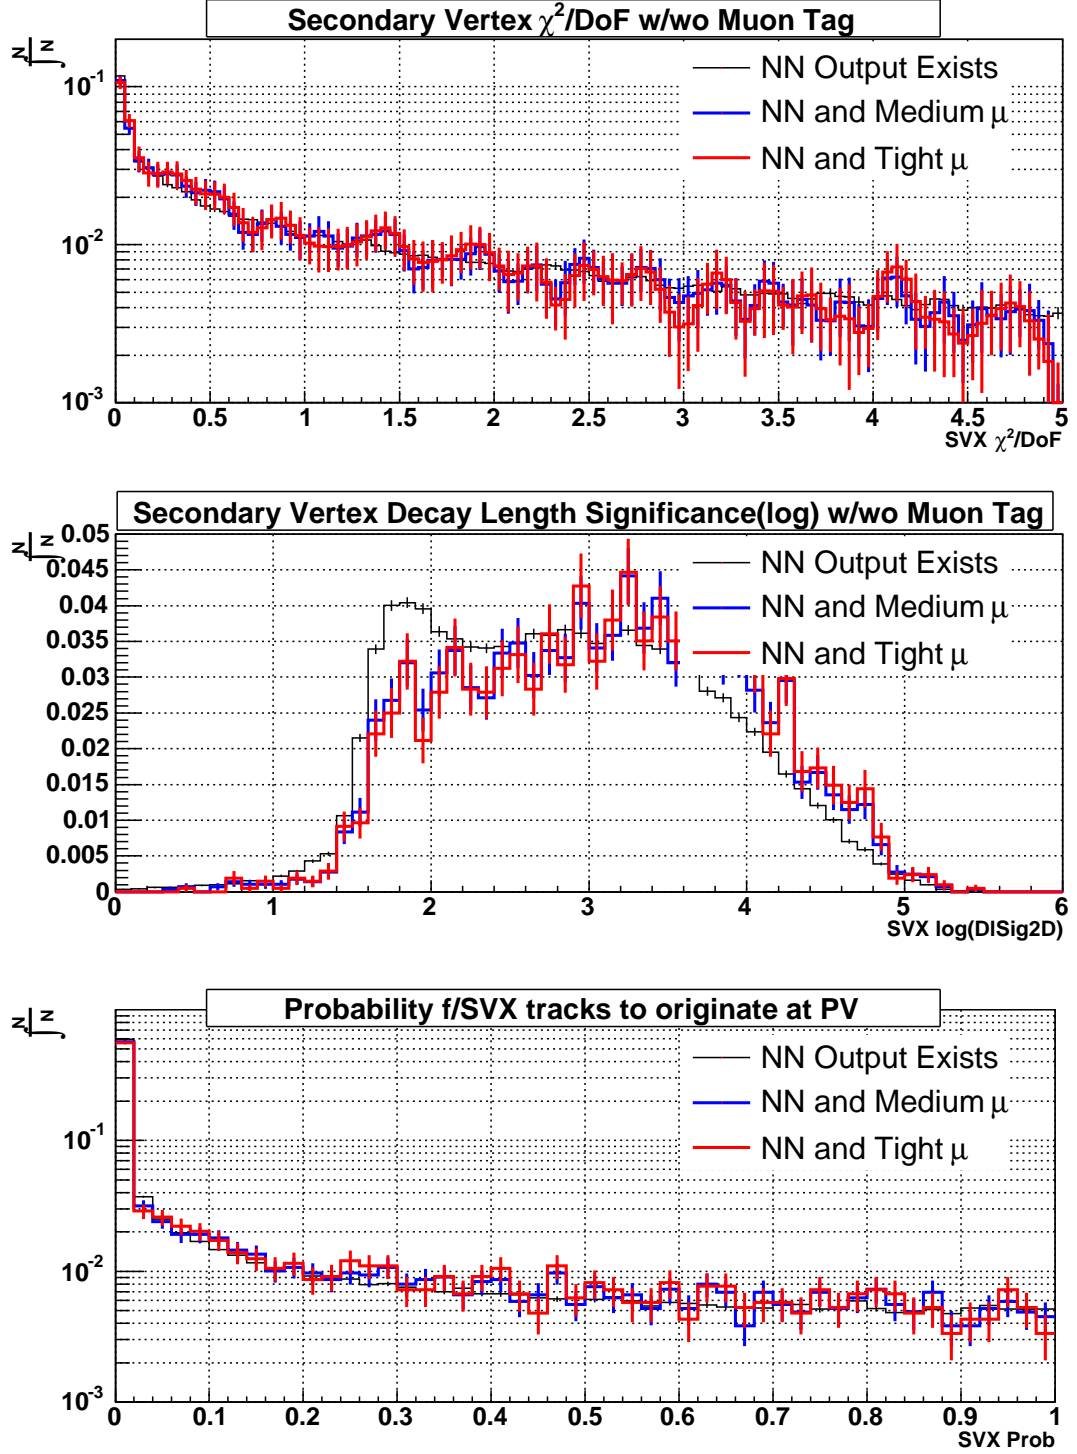 Secondary Vertex χ²/DoF w/wo Muon Tag
N
∫N
10⁻¹
10⁻²
10⁻³
NN Output Exists
NN and Medium μ
NN and Tight μ
0 0.5 1 1.5 2 2.5 3 3.5 4 4.5 5
SVX χ²/DoF
Secondary Vertex Decay Length Significance(log) w/wo Muon Tag
N
∫N
0.05
0.045
0.04
0.035
0.03
0.025
0.02
0.015
0.01
0.005
0
NN Output Exists
NN and Medium μ
NN and Tight μ
0 1 2 3 4 5 6
SVX log(DlSig2D)
Probability f/SVX tracks to originate at PV
N
∫N
10⁻¹
10⁻²
10⁻³
NN Output Exists
NN and Medium μ
NN and Tight μ
0 0.1 0.2 0.3 0.4 0.5 0.6 0.7 0.8 0.9 1
SVX Prob